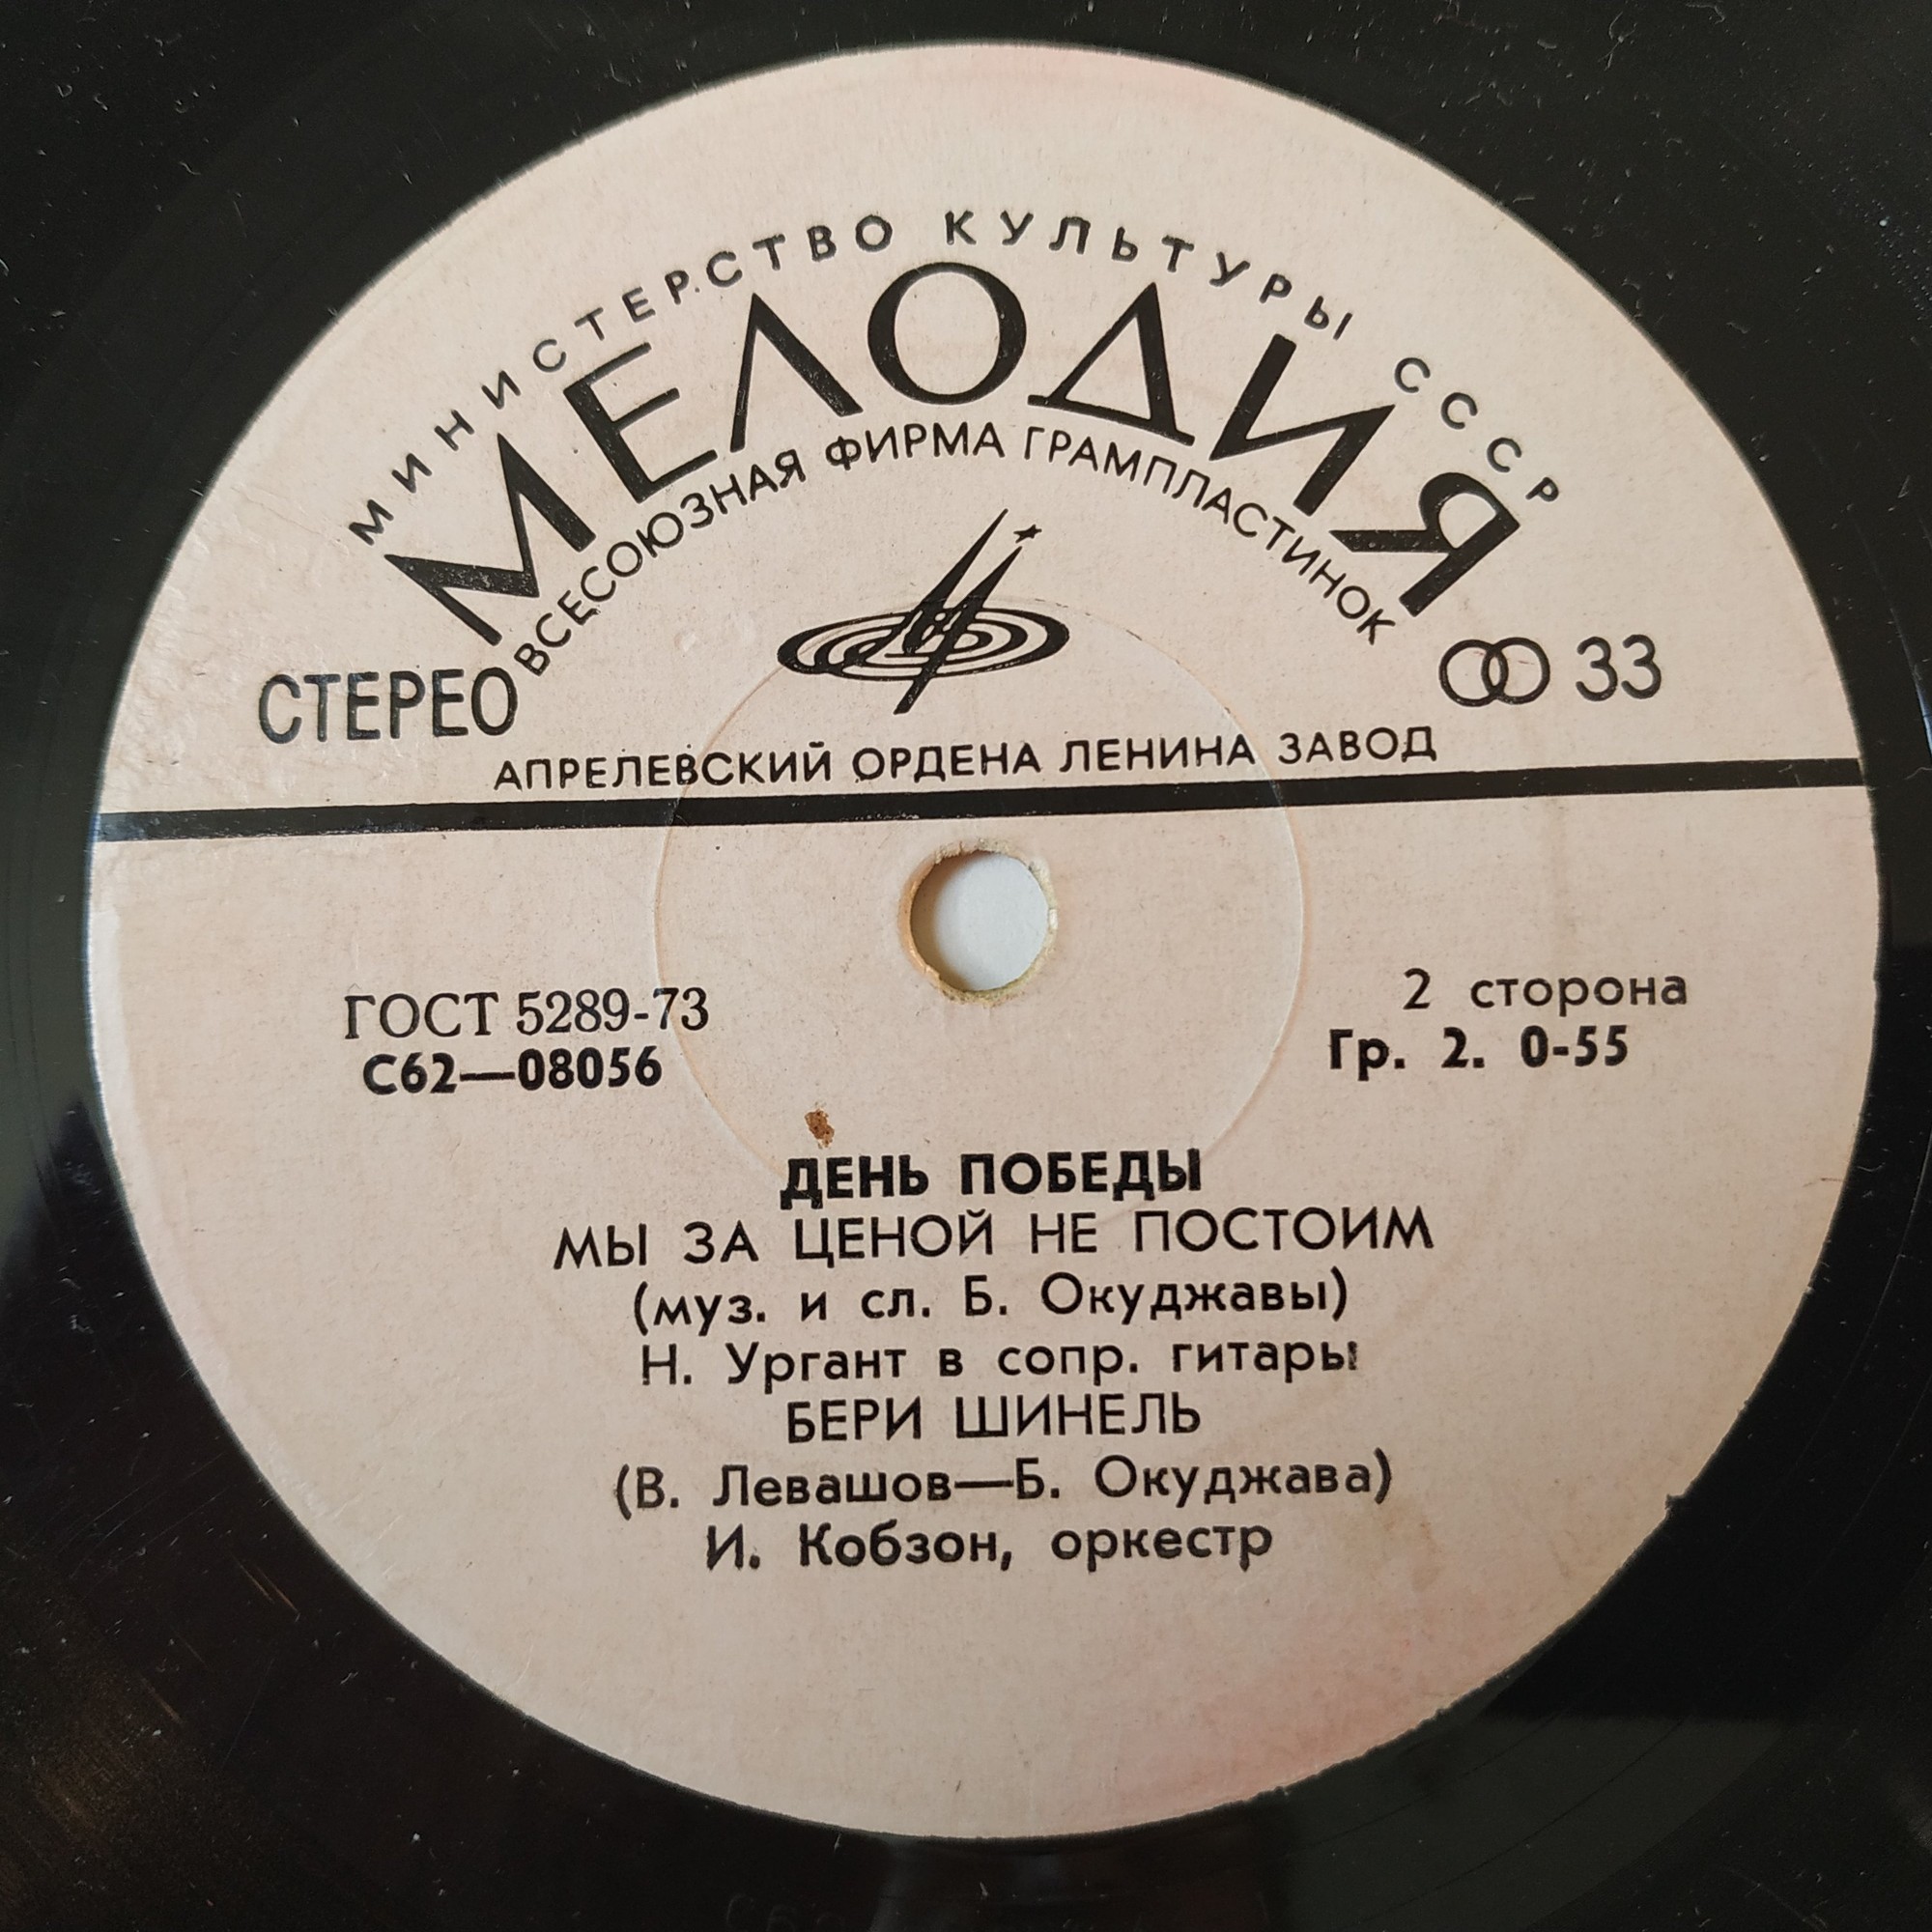 МИНИСТЕРСТВО КУЛЬТУРЫ СССР
МЕЛОДИЯ
ВСЕСОЮЗНАЯ ФИРМА ГРАМПЛАСТИНОК
СТЕРЕО
33
АПРЕЛЕВСКИЙ ОРДЕНА ЛЕНИНА ЗАВОД
ГОСТ 5289-73
С62—08056
2 сторона
Гр. 2. 0-55
ДЕНЬ ПОБЕДЫ
МЫ ЗА ЦЕНОЙ НЕ ПОСТОИМ
(муз. и сл. Б. Окуджавы)
Н. Ургант в сопр. гитары
БЕРИ ШИНЕЛЬ
(В. Левашов—Б. Окуджава)
И. Кобзон, оркестр